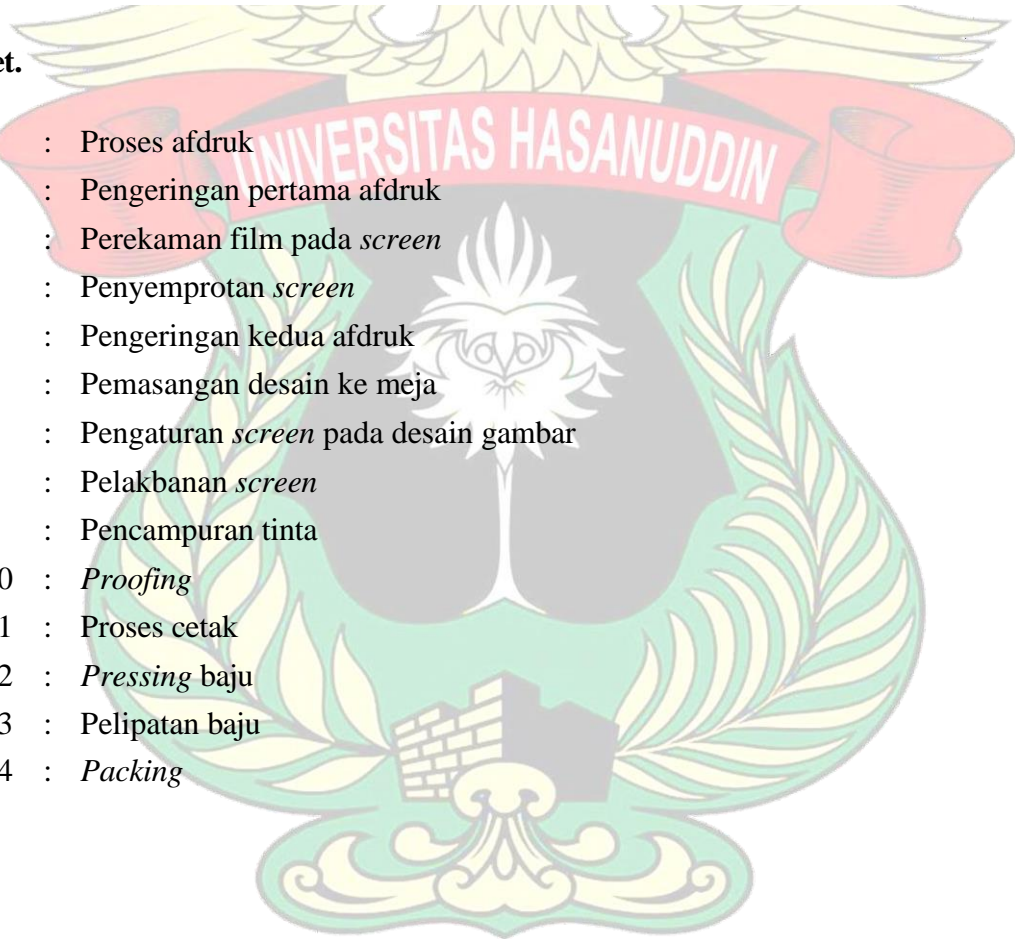 et.
UNIVERSITAS HASANUDDIN
: Proses afdruk
: Pengeringan pertama afdruk
: Perekaman film pada screen
: Penyemprotan screen
: Pengeringan kedua afdruk
: Pemasangan desain ke meja
: Pengaturan screen pada desain gambar
: Pelakbanan screen
: Pencampuran tinta
0 : Proofing
1 : Proses cetak
2 : Pressing baju
3 : Pelipatan baju
4 : Packing